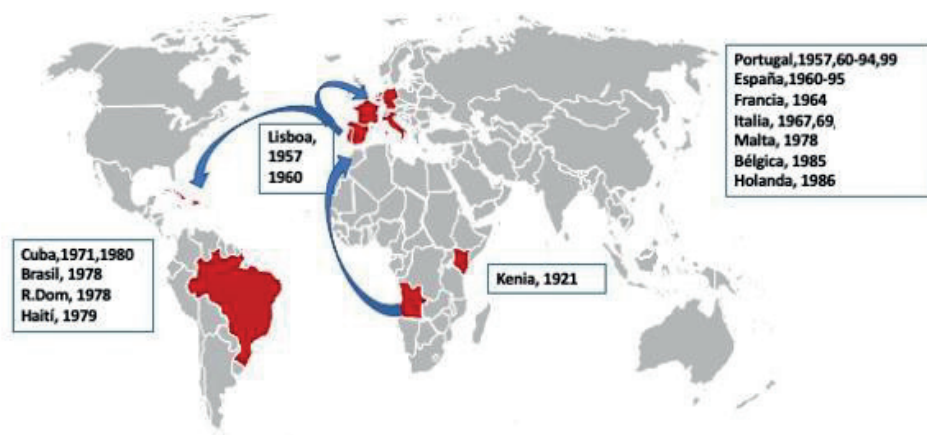 Portugal,1957,60-94,99
España,1960-95
Francia, 1964
Italia, 1967,69,
Malta, 1978
Bélgica, 1985
Holanda, 1986
Lisboa,
1957
1960
Cuba,1971,1980
Brasil, 1978
R.Dom, 1978
Haití, 1979
Kenia, 1921